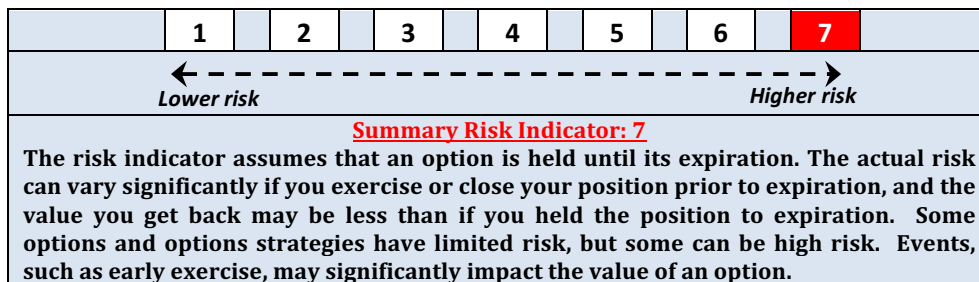 1 2 3 4 5 6 7
Lower risk Higher risk
Summary Risk Indicator: 7
The risk indicator assumes that an option is held until its expiration. The actual risk
can vary significantly if you exercise or close your position prior to expiration, and the
value you get back may be less than if you held the position to expiration. Some
options and options strategies have limited risk, but some can be high risk. Events,
such as early exercise, may significantly impact the value of an option.